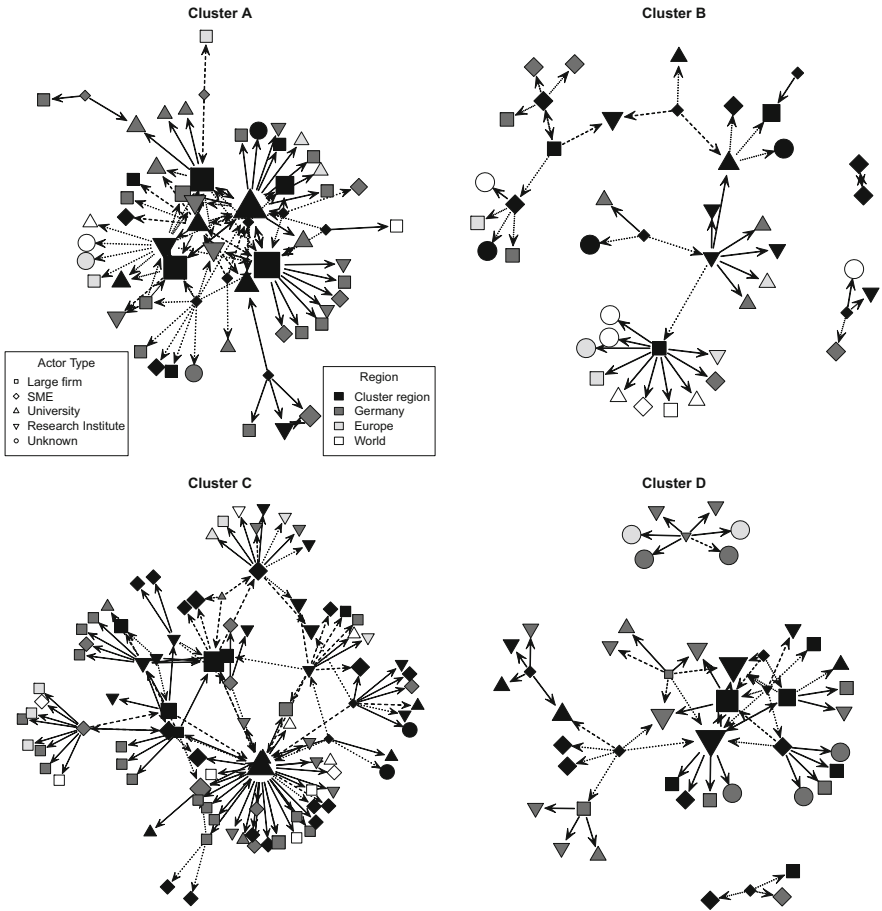 Cluster A
Cluster B
Actor Type
Large firm
SME
University
Research Institute
Unknown
Region
Cluster region
Germany
Europe
World
Cluster C
Cluster D